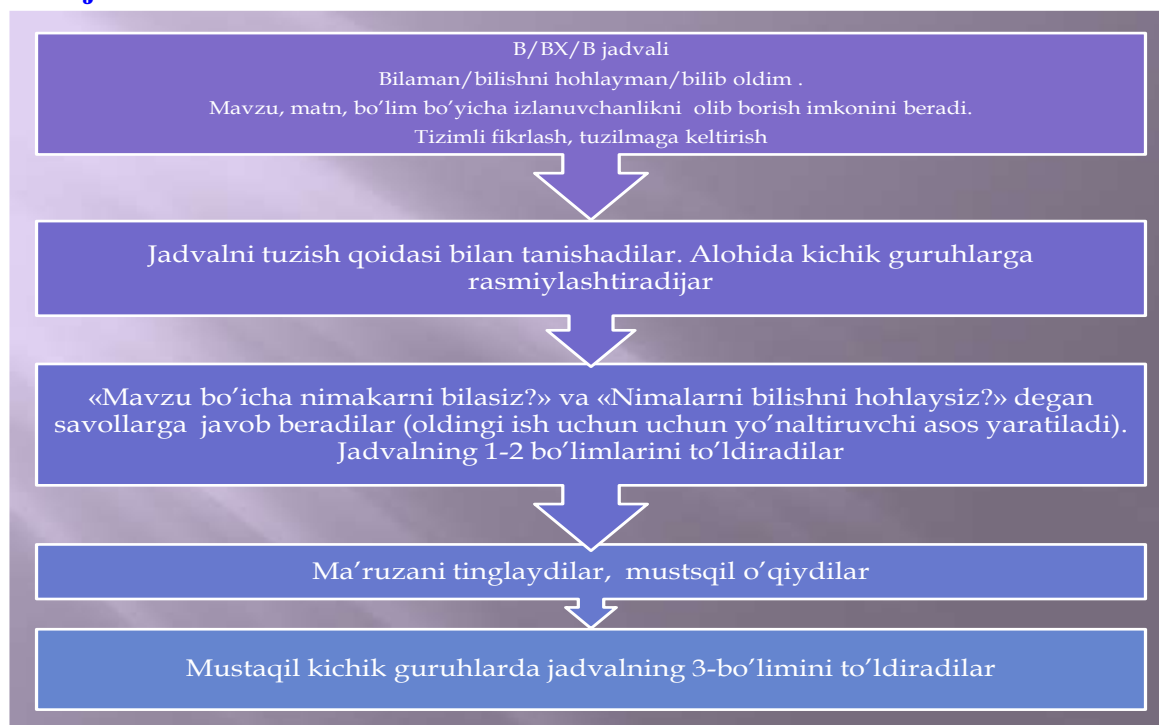 B/BX/B jadvali
Bilaman/bilishni hohlayman/bilib oldim .
Mavzu, matn, bo’lim bo’yicha izlanuvchanlikni olib borish imkonini beradi.
Tizimli fikrlash, tuzilmaga keltirish
Jadvalni tuzish qoidasi bilan tanishadilar. Alohida kichik guruhlarga
rasmiylashtiradijar
«Mavzu bo’icha nimakarni bilasiz?» va «Nimalarni bilishni hohlaysiz?» degan
savollarga javob beradilar (oldingi ish uchun uchun yo’naltiruvchi asos yaratiladi).
Jadvalning 1-2 bo’limlarini to’ldiradilar
Ma’ruzani tinglaydilar, mustsqil o’qiydilar
Mustaqil kichik guruhlarda jadvalning 3-bo’limini to’ldiradilar